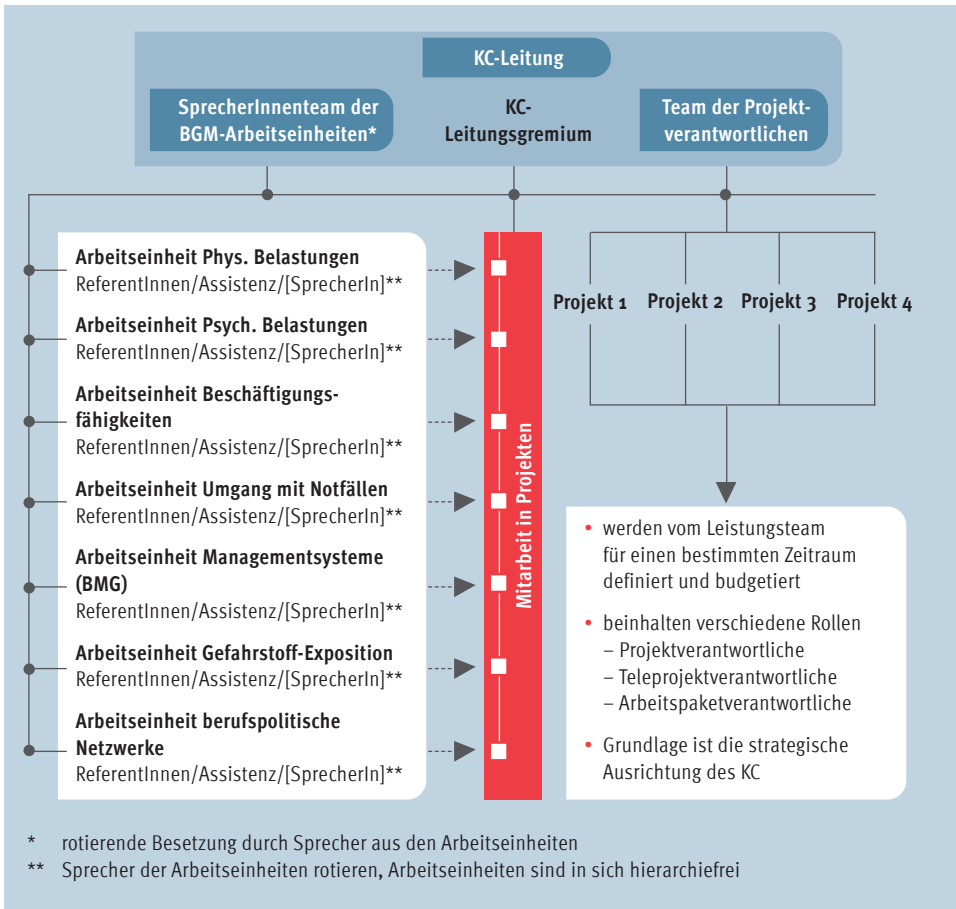 KC-Leitung
SprecherInnenteam der
BGM-Arbeitseinheiten*
KC-
Leitungsgremium
Team der Projekt-
verantwortlichen
Arbeitseinheit Phys. Belastungen
ReferentInnen/Assistenz/[SprecherIn]**
Arbeitseinheit Psych. Belastungen
ReferentInnen/Assistenz/[SprecherIn]**
Arbeitseinheit Beschäftigungs-
fähigkeiten
ReferentInnen/Assistenz/[SprecherIn]**
Arbeitseinheit Umgang mit Notfällen
ReferentInnen/Assistenz/[SprecherIn]**
Arbeitseinheit Managementsysteme
(BMG)
ReferentInnen/Assistenz/[SprecherIn]**
Arbeitseinheit Gefahrstoff-Exposition
ReferentInnen/Assistenz/[SprecherIn]**
Arbeitseinheit berufspolitische
Netzwerke
ReferentInnen/Assistenz/[SprecherIn]**
Mitarbeit in Projekten
Projekt 1 Projekt 2 Projekt 3 Projekt 4
• werden vom Leistungsteam
für einen bestimmten Zeitraum
definiert und budgetiert
• beinhalten verschiedene Rollen
– Projektverantwortliche
– Teleprojektverantwortliche
– Arbeitspaketverantwortliche
• Grundlage ist die strategische
Ausrichtung des KC
* rotierende Besetzung durch Sprecher aus den Arbeitseinheiten
** Sprecher der Arbeitseinheiten rotieren, Arbeitseinheiten sind in sich hierarchiefrei